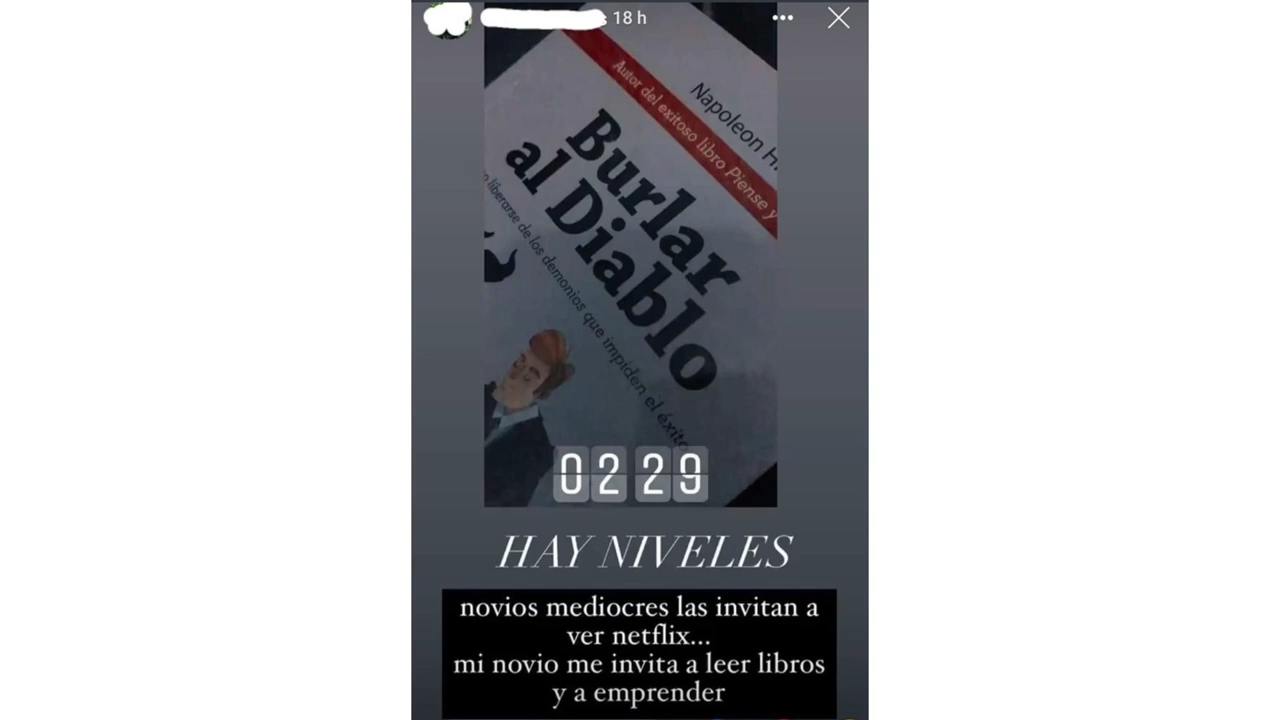 18 h
Napoleon
Autor del exitoso libro Piense y
Burlar
al Diablo
liberarse de los demonios que impiden el éxito
02 29
HAY NIVELES
novios mediocres las invitan a
ver netflix...
mi novio me invita a leer libros
y a emprender